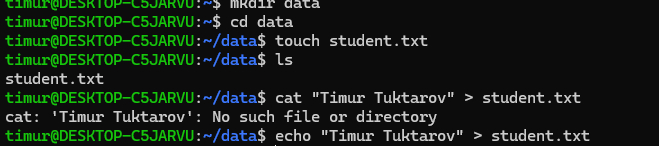 timur@DESKTOP-C5JARVU:~$ mkdir data
timur@DESKTOP-C5JARVU:~$ cd data
timur@DESKTOP-C5JARVU:~/data$ touch student.txt
timur@DESKTOP-C5JARVU:~/data$ ls
student.txt
timur@DESKTOP-C5JARVU:~/data$ cat "Timur Tuktarov" > student.txt
cat: 'Timur Tuktarov': No such file or directory
timur@DESKTOP-C5JARVU:~/data$ echo "Timur Tuktarov" > student.txt